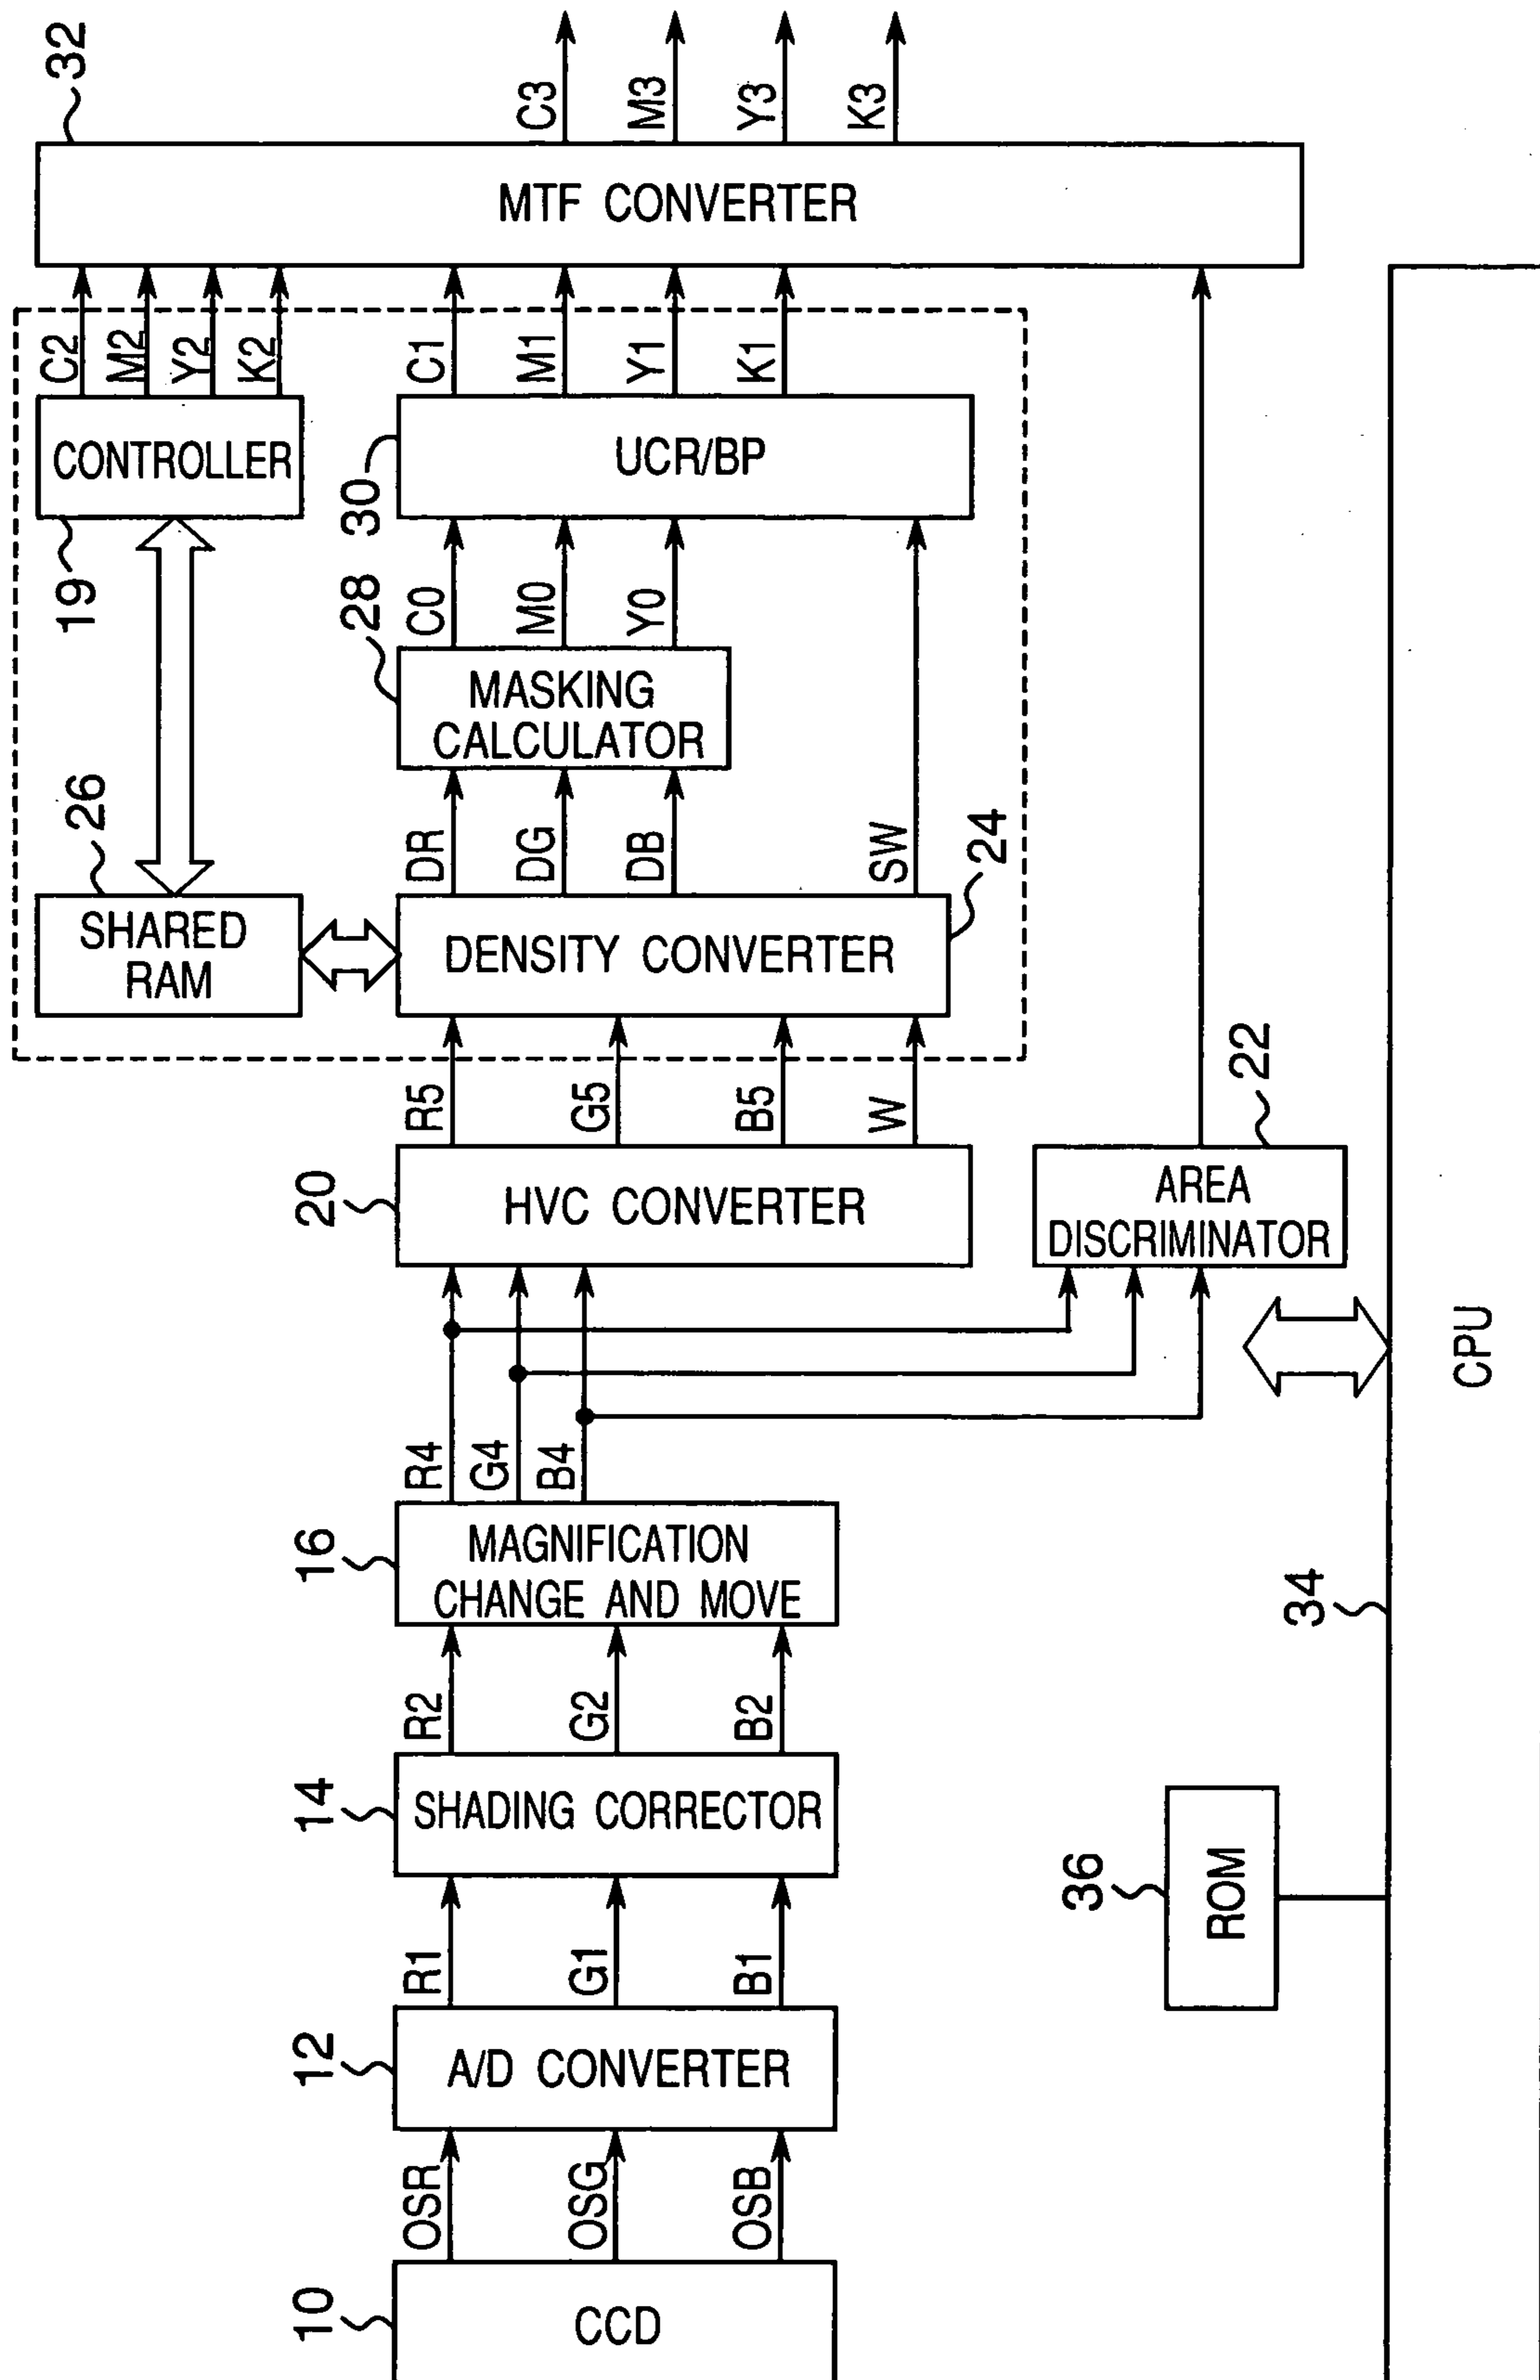 10
CCD
OSR
OSG
OSB
12
A/D CONVERTER
R1
G1
B1
14
SHADING CORRECTOR
R2
G2
B2
16
MAGNIFICATION
CHANGE AND MOVE
R4
G4
B4
20
HVC CONVERTER
R5
G5
B5
W
22
AREA
DISCRIMINATOR
26
SHARED
RAM
24
DENSITY CONVERTER
DR
DG
DB
SW
28
MASKING
CALCULATOR
C0
M0
Y0
19
CONTROLLER
C2
M2
Y2
K2
30
UCR/BP
C1
M1
Y1
K1
32
MTF CONVERTER
C3
M3
Y3
K3
36
ROM
34
CPU